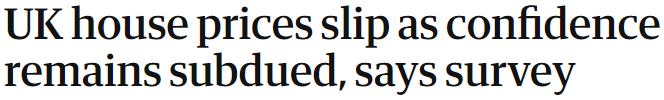 UK house prices slip as confidence
remains subdued, says survey